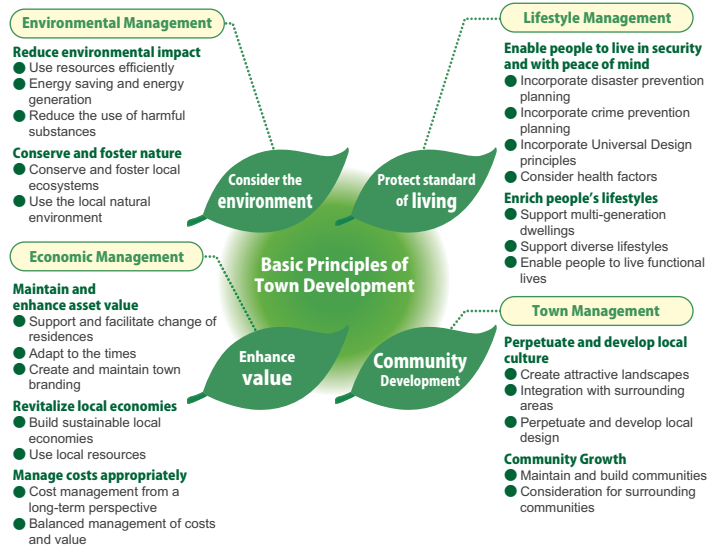 Environmental Management
Reduce environmental impact
● Use resources efficiently
● Energy saving and energy
generation
● Reduce the use of harmful
substances
Conserve and foster nature
● Conserve and foster local
ecosystems
● Use the local natural
environment
Economic Management
Maintain and
enhance asset value
● Support and facilitate change of
residences
● Adapt to the times
● Create and maintain town
branding
Revitalize local economies
● Build sustainable local
economies
● Use local resources
Manage costs appropriately
● Cost management from a
long-term perspective
● Balanced management of costs
and value
Consider the
environment
Protect standard
of living
Basic Principles of
Town Development
Enhance
value
Community
Development
Lifestyle Management
Enable people to live in security
and with peace of mind
● Incorporate disaster prevention
planning
● Incorporate crime prevention
planning
● Incorporate Universal Design
principles
● Consider health factors
Enrich people's lifestyles
● Support multi-generation
dwellings
● Support diverse lifestyles
● Enable people to live functional
lives
Town Management
Perpetuate and develop local
culture
● Create attractive landscapes
● Integration with surrounding
areas
● Perpetuate and develop local
design
Community Growth
● Maintain and build communities
● Consideration for surrounding
communities